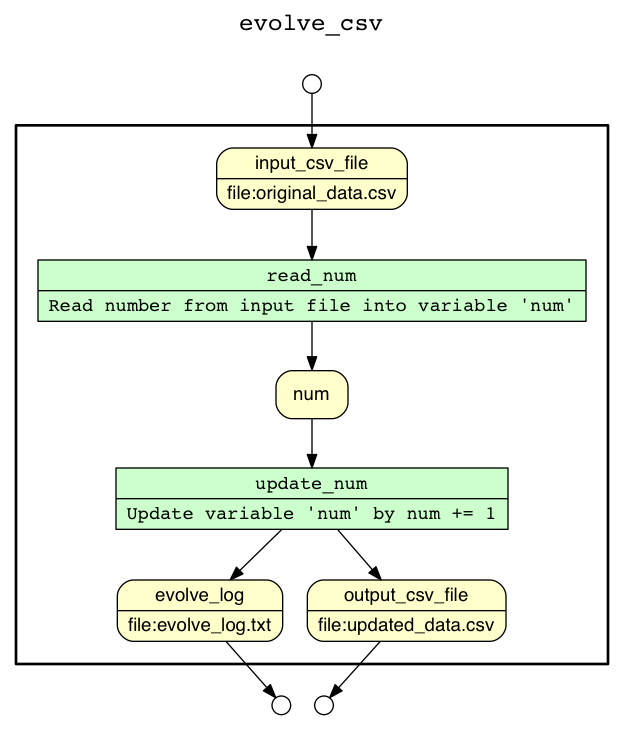 evolve_csv
input_csv_file
file:original_data.csv
read_num
Read number from input file into variable 'num'
num
update_num
Update variable 'num' by num += 1
evolve_log
file:evolve_log.txt
output_csv_file
file:updated_data.csv